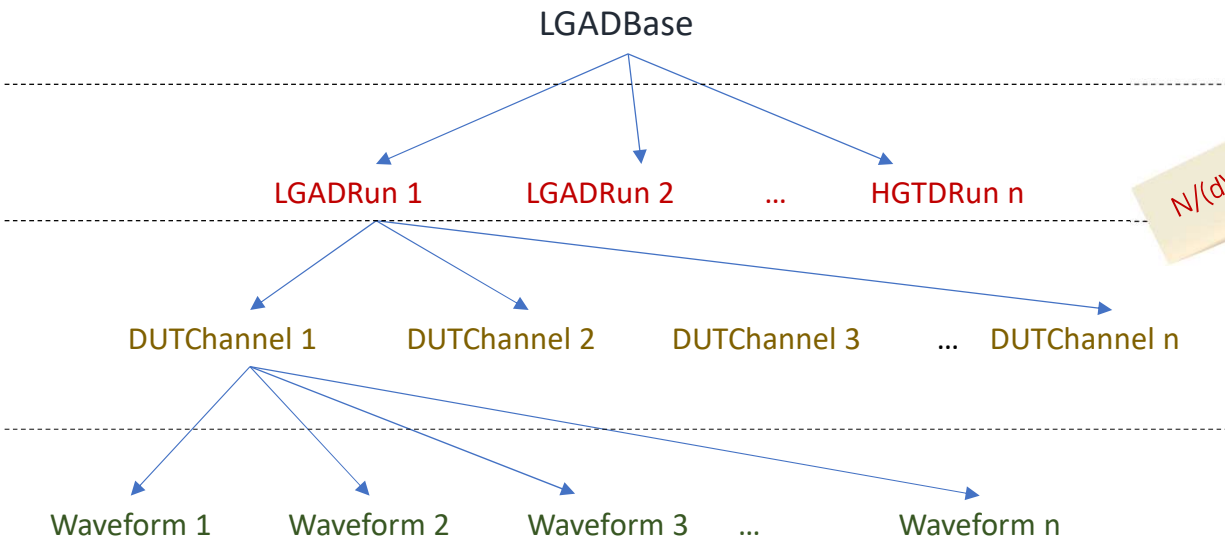 LGADBase
LGADRun 1 LGADRun 2 ... HGTDRun n
N/(d)
DUTChannel 1 DUTChannel 2 DUTChannel 3 ... DUTChannel n
Waveform 1 Waveform 2 Waveform 3 ... Waveform n